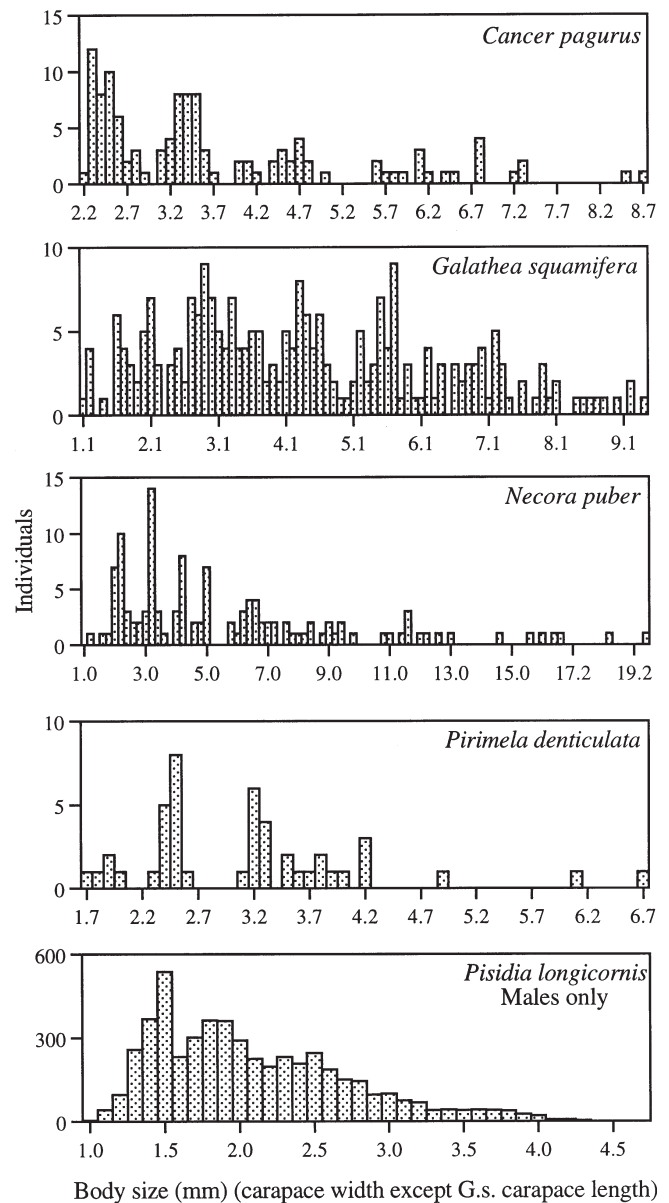 15
Cancer pagurus
10
5
0
2.2 2.7 3.2 3.7 4.2 4.7 5.2 5.7 6.2 6.7 7.2 7.7 8.2 8.7
10
Galathea squamifera
5
0
1.1 2.1 3.1 4.1 5.1 6.1 7.1 8.1 9.1
15
Necora puber
10
Individuals
5
0
1.0 3.0 5.0 7.0 9.0 11.0 13.0 15.0 17.2 19.2
10
Pirimela denticulata
5
0
1.7 2.2 2.7 3.2 3.7 4.2 4.7 5.2 5.7 6.2 6.7
600
Pisidia longicornis
Males only
300
0
1.0 1.5 2.0 2.5 3.0 3.5 4.0 4.5
Body size (mm) (carapace width except G.s. carapace length)